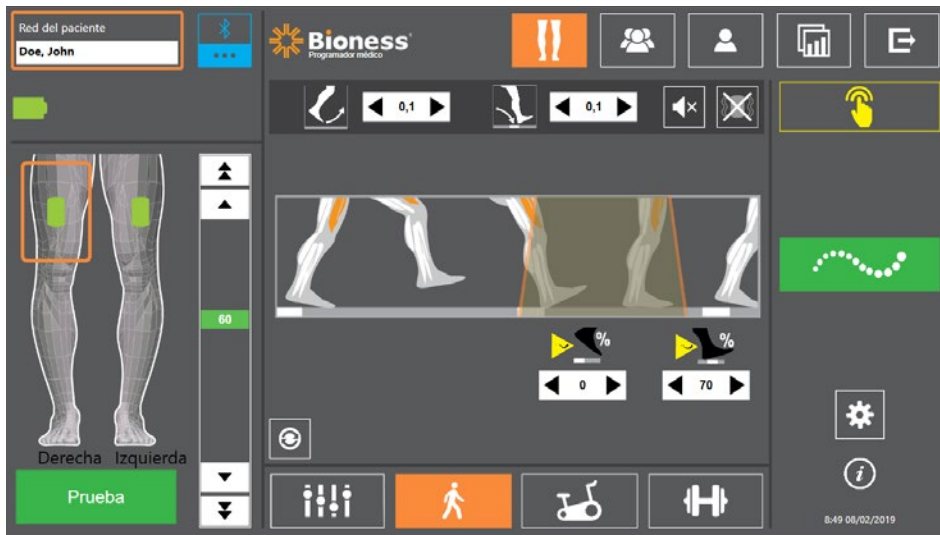 Red del paciente
Doe, John
Bioness
Programador médico
0,1
0,1
60
%
%
0
70
Derecha Izquierda
Prueba
i
8:49 08/02/2019